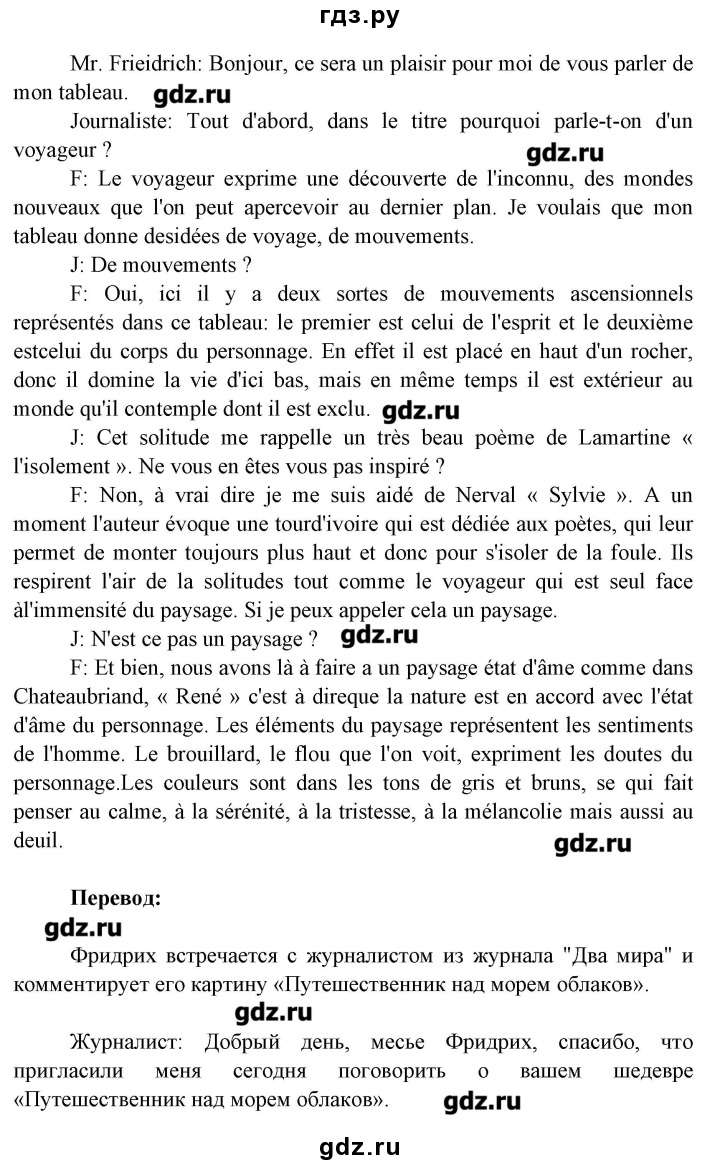 гдз.ру
Mr. Frieidrich: Bonjour, ce sera un plaisir pour moi de vous parler de
mon tableau. gdz.ru
Journaliste: Tout d'abord, dans le titre pourquoi parle-t-on d'un
voyageur ? gdz.ru
F: Le voyageur exprime une découverte de l'inconnu, des mondes
nouveaux que l'on peut apercevoir au dernier plan. Je voulais que mon
tableau donne desidées de voyage, de mouvements.
J: De mouvements ?
F: Oui, ici il y a deux sortes de mouvements ascensionnels
représentés dans ce tableau: le premier est celui de l'esprit et le deuxième
estcelui du corps du personnage. En effet il est placé en haut d'un rocher,
donc il domine la vie d'ici bas, mais en même temps il est extérieur au
monde qu'il contemple dont il est exclu. gdz.ru
J: Cet solitude me rappelle un très beau poème de Lamartine «
l'isolement ». Ne vous en êtes vous pas inspiré ?
F: Non, à vrai dire je me suis aidé de Nerval « Sylvie ». A un
moment l'auteur évoque une tourd'ivoire qui est dédiée aux poètes, qui leur
permet de monter toujours plus haut et donc pour s'isoler de la foule. Ils
respirent l'air de la solitudes tout comme le voyageur qui est seul face
àl'immensité du paysage. Si je peux appeler cela un paysage.
J: N'est ce pas un paysage ? gdz.ru
F: Et bien, nous avons là à faire a un paysage état d'âme comme dans
Chateaubriand, « René » c'est à direque la nature est en accord avec l'état
d'âme du personnage. Les éléments du paysage représentent les sentiments
de l'homme. Le brouillard, le flou que l'on voit, expriment les doutes du
personnage.Les couleurs sont dans les tons de gris et bruns, se qui fait
penser au calme, à la sérénité, à la tristesse, à la mélancolie mais aussi au
deuil. gdz.ru
Перевод:
gdz.ru
Фридрих встречается с журналистом из журнала "Два мира" и
комментирует его картину «Путешественник над морем облаков».
gdz.ru
Журналист: Добрый день, месье Фридрих, спасибо, что
пригласили меня сегодня поговорить о вашем шедевре
«Путешественник над морем облаков». gdz.ru
gdz.ru